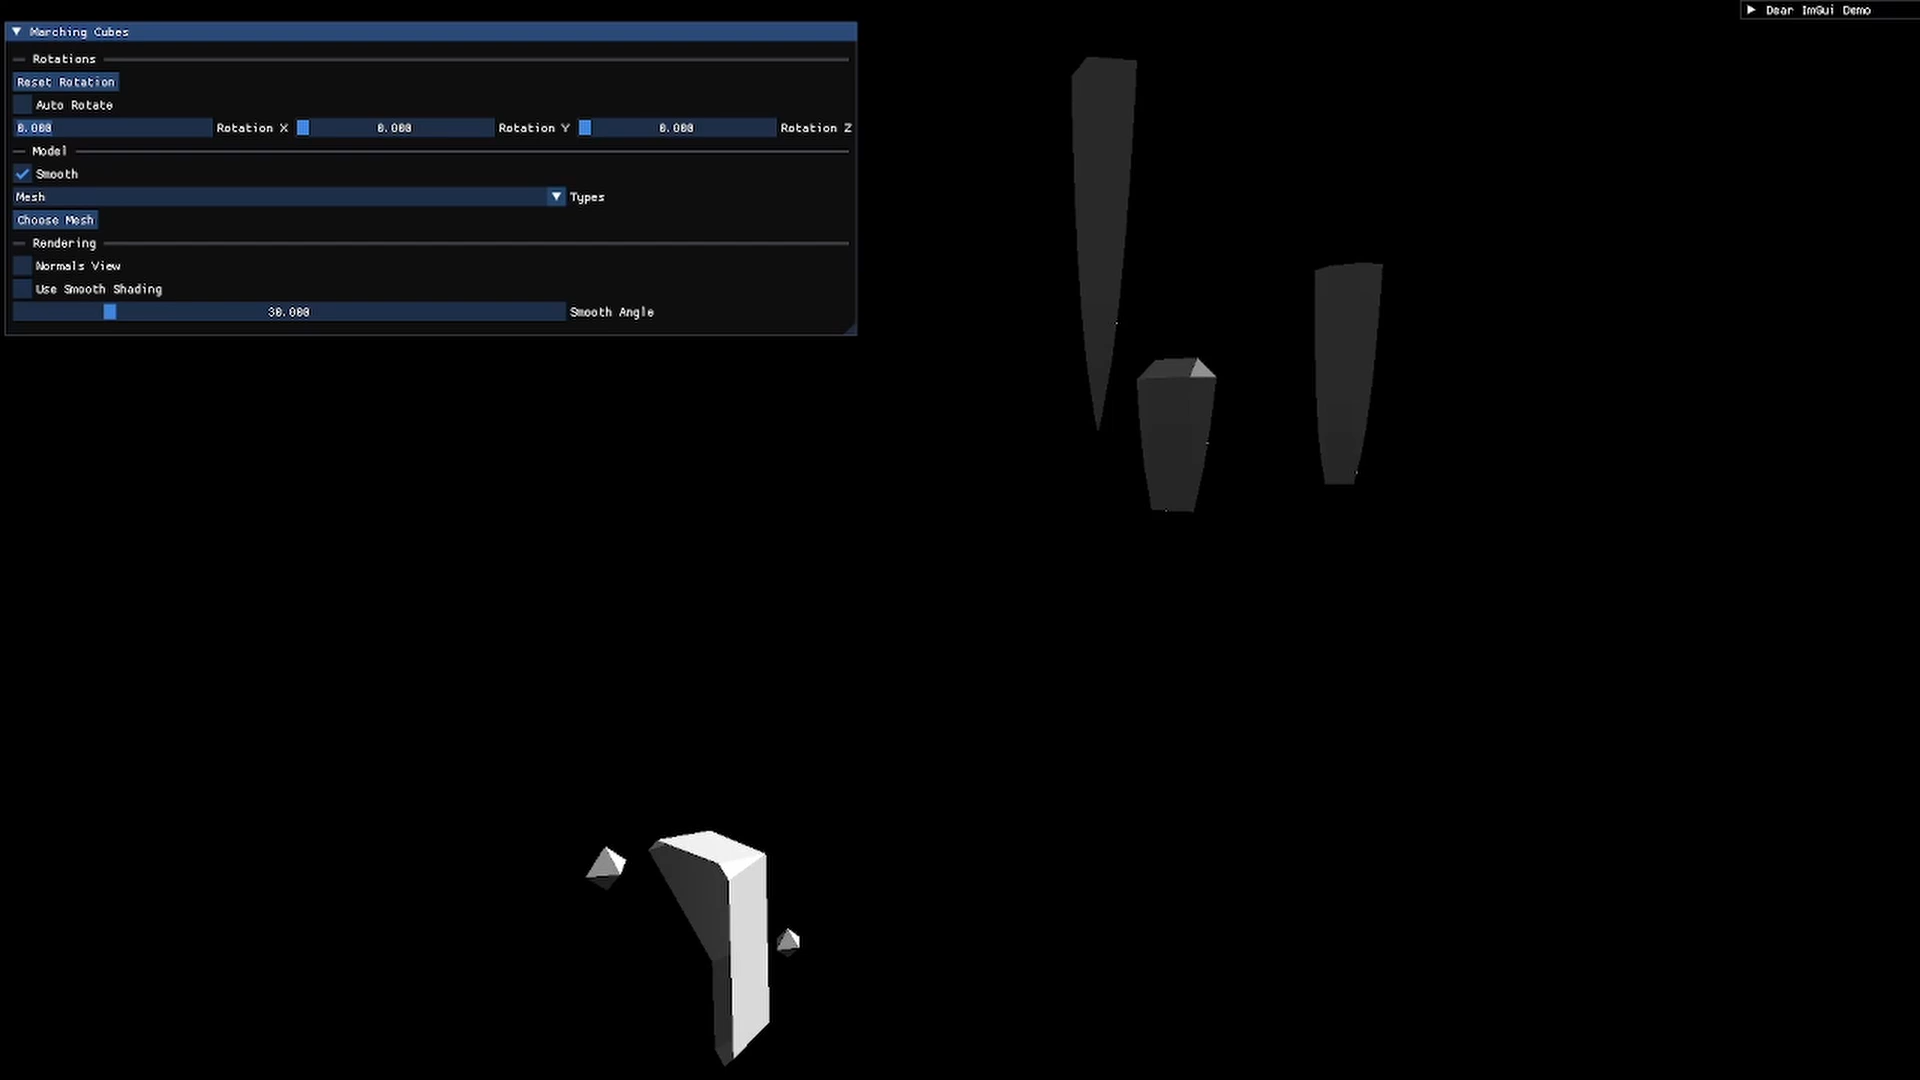 Dear ImGui Demo
Marching Cubes
Rotations
Reset Rotation
Auto Rotate
0.000 Rotation X 0.000 Rotation Y 0.000 Rotation Z
Model
Smooth
Mesh Types
Choose Mesh
Rendering
Normals View
Use Smooth Shading
30.000 Smooth Angle